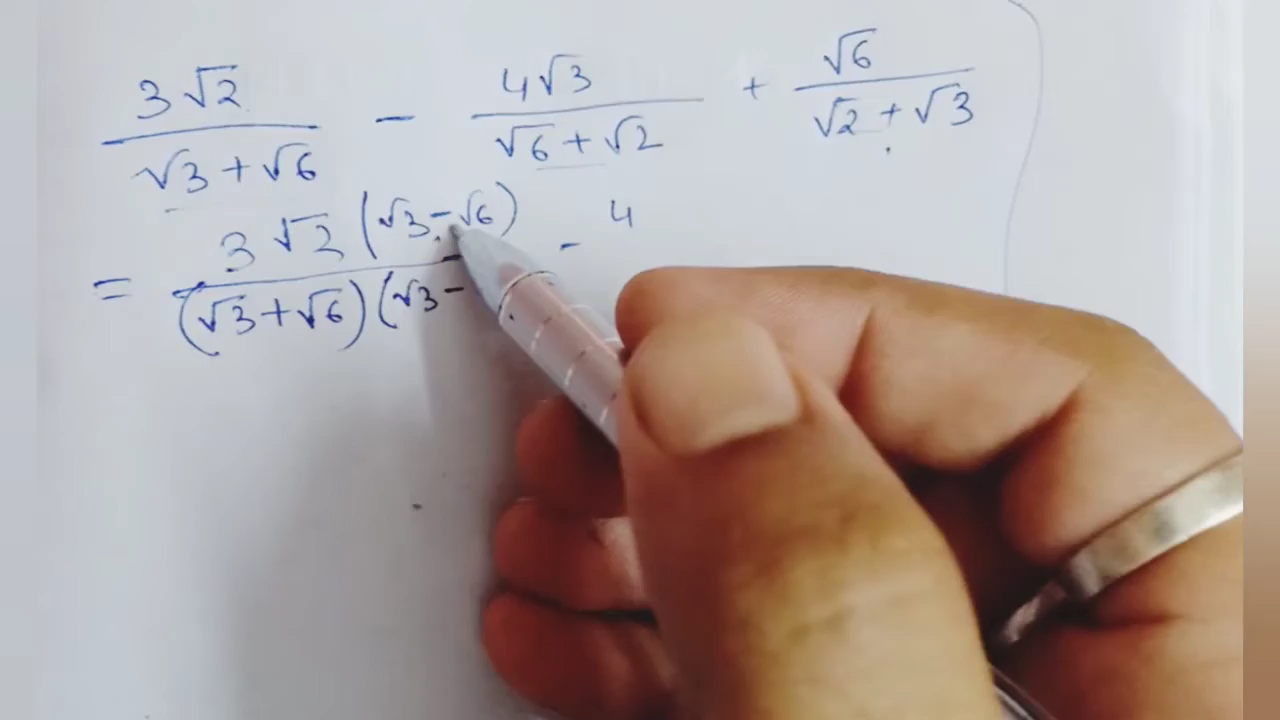 3√2 / (√3 + √6) - 4√3 / (√6 + √2) + √6 / (√2 + √3)
= 3√2 (√3 - √6) / (√3 + √6) (√3 - - 4